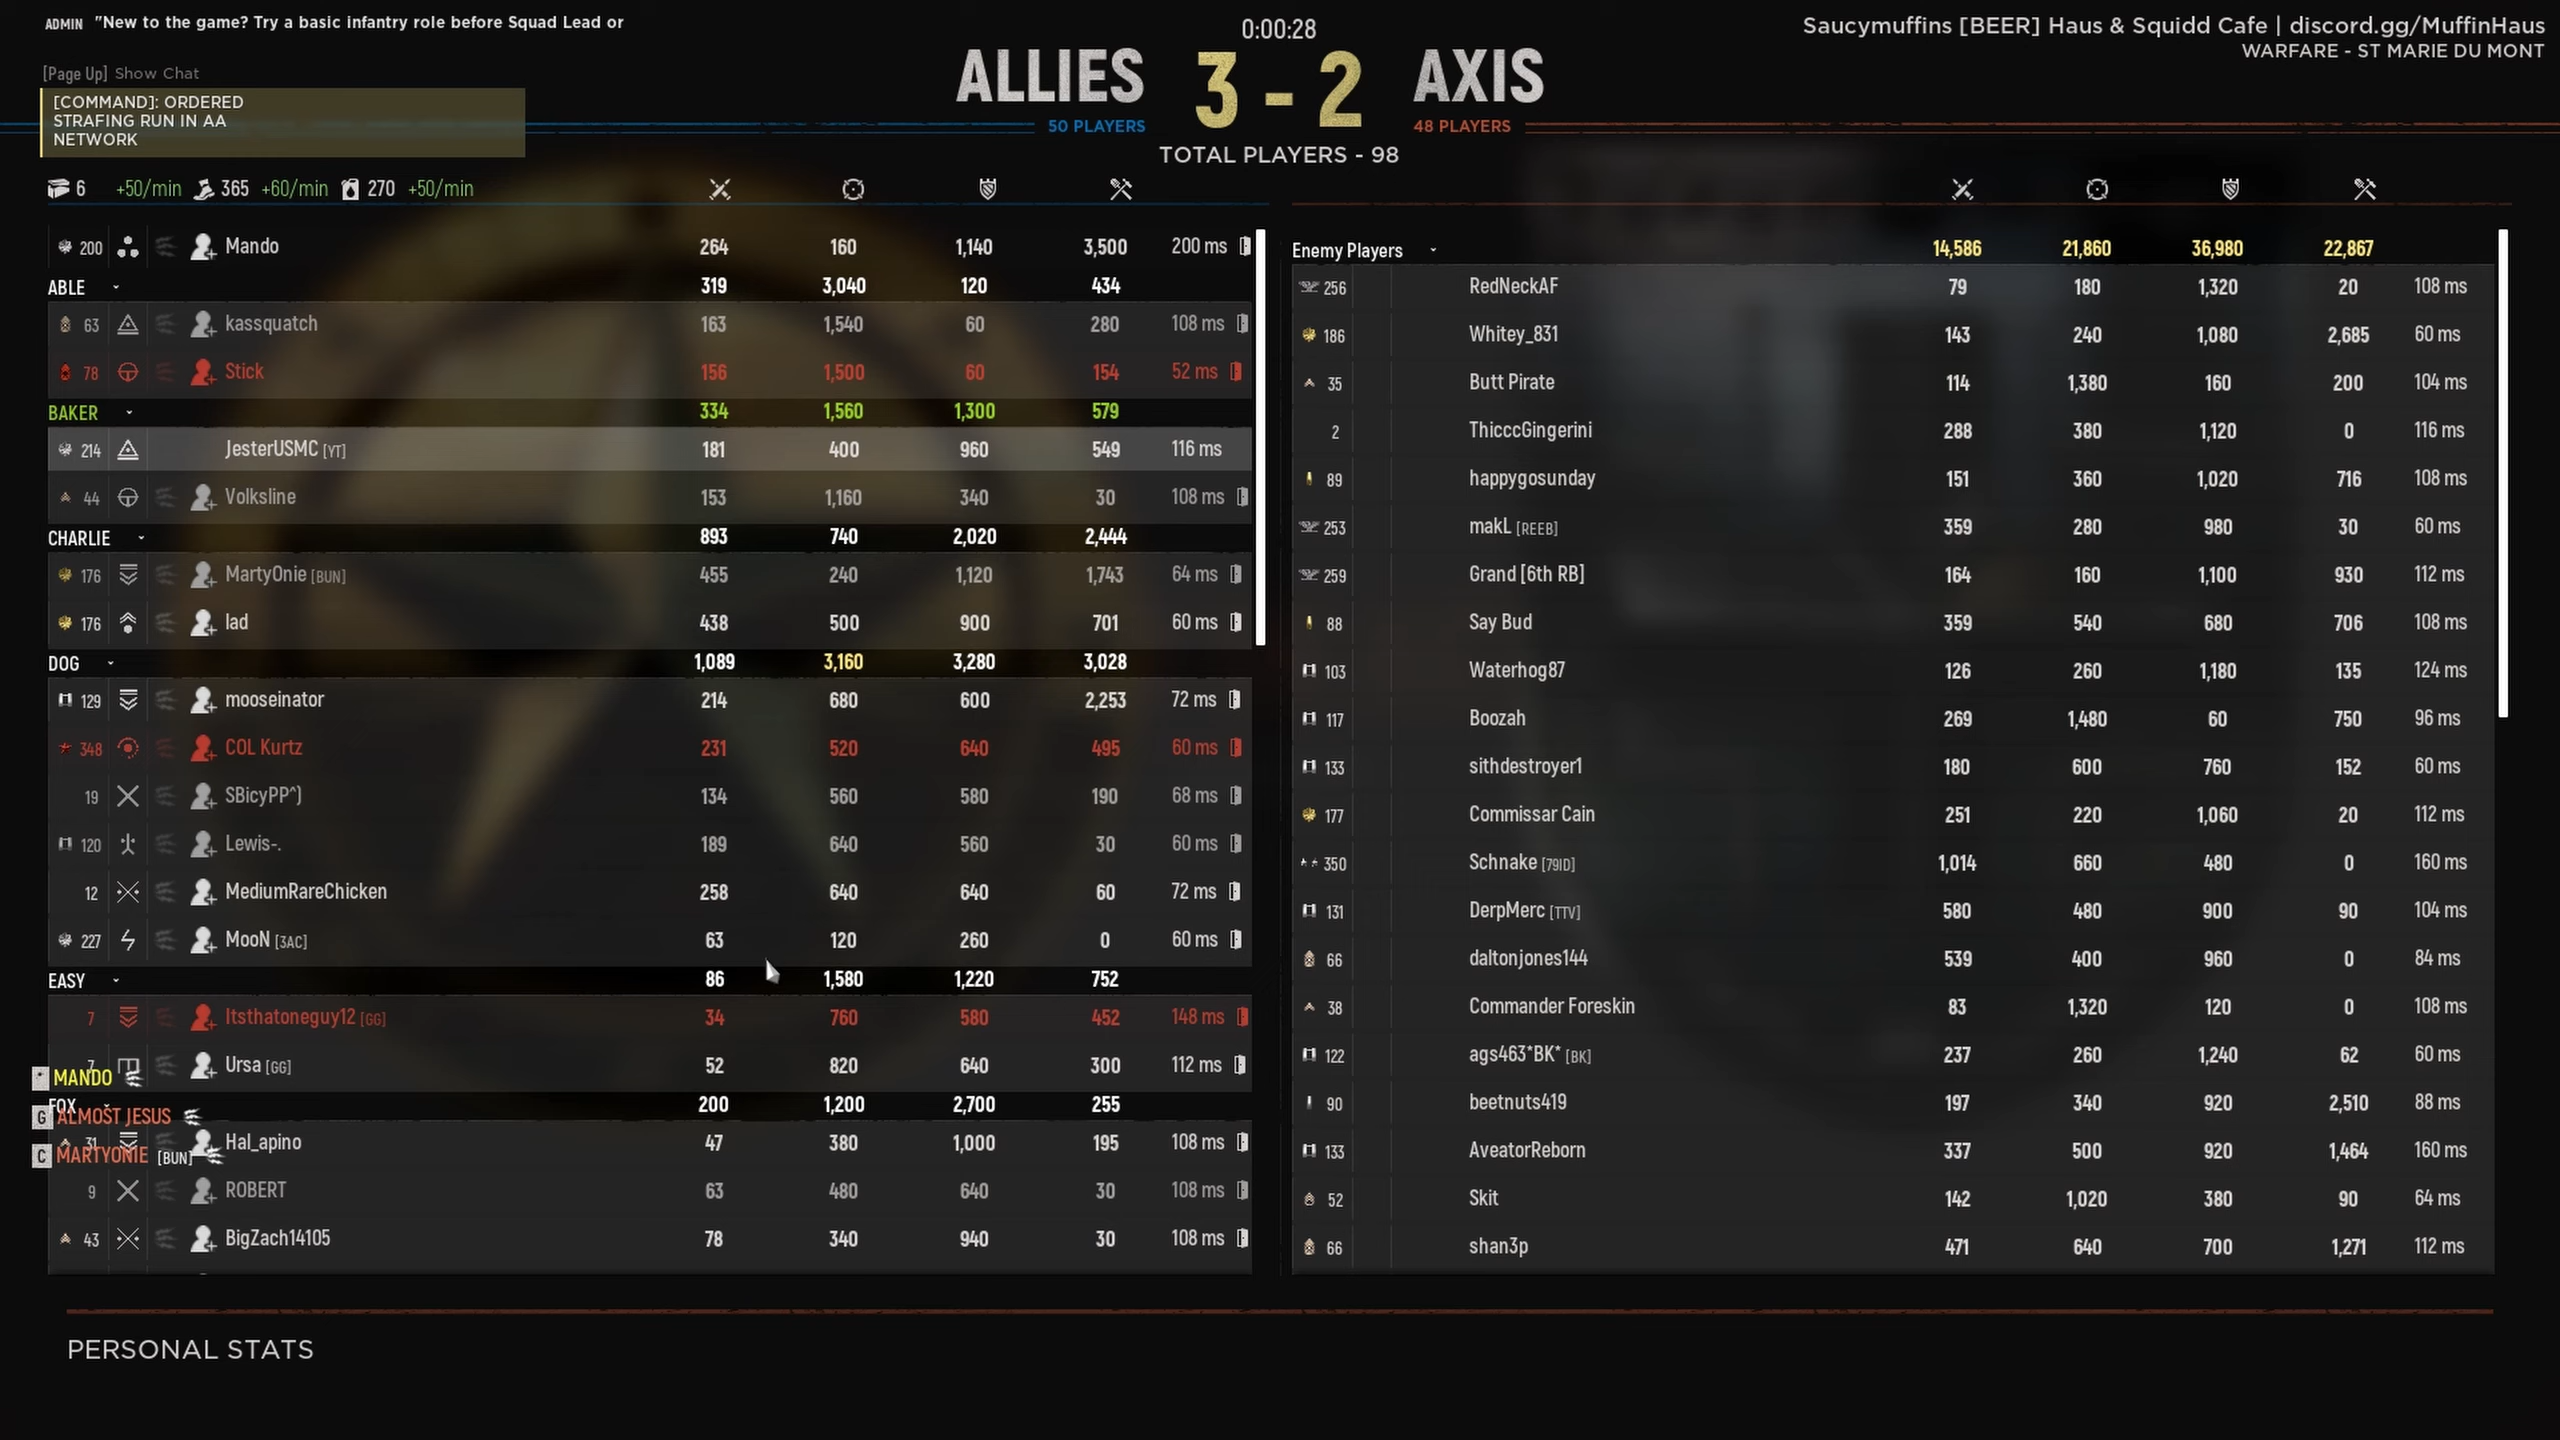 ADMIN "New to the game? Try a basic infantry role before Squad Lead or
[Page Up] Show Chat
[COMMAND]: ORDERED
STRAFING RUN IN AA
NETWORK
0:00:28
ALLIES 3 - 2 AXIS
50 PLAYERS 48 PLAYERS
TOTAL PLAYERS - 98
Saucymuffins [BEER] Haus & Squidd Cafe | discord.gg/MuffinHaus
WARFARE - ST MARIE DU MONT
6 +50/min 365 +60/min 270 +50/min
200 Mando 264 160 1,140 3,500 200 ms
ABLE 319 3,040 120 434
63 kassquatch 163 1,540 60 280 108 ms
78 Stick 156 1,500 60 154 52 ms
BAKER 334 1,560 1,300 579
214 JesterUSMC [YT] 181 400 960 549 116 ms
44 Volksline 153 1,160 340 30 108 ms
CHARLIE 893 740 2,020 2,444
176 MartyOnie [BUN] 455 240 1,120 1,743 64 ms
176 lad 438 500 900 701 60 ms
DOG 1,089 3,160 3,280 3,028
129 mooseinator 214 680 600 2,253 72 ms
348 COL Kurtz 231 520 640 495 60 ms
19 SBicyPP^) 134 560 580 190 68 ms
120 Lewis-. 189 640 560 30 60 ms
12 MediumRareChicken 258 640 640 60 72 ms
227 MooN [3AC] 63 120 260 0 60 ms
EASY 86 1,580 1,220 752
7 Itsthatoneguy12 [GG] 34 760 580 452 148 ms
7 Ursa [GG] 52 820 640 300 112 ms
MANDO
FOX 200 1,200 2,700 255
G ALMOST JESUS
31 Hal_apino 47 380 1,000 195 108 ms
C MARTYONIE [BUN]
9 ROBERT 63 480 640 30 108 ms
43 BigZach14105 78 340 940 30 108 ms
Enemy Players 14,586 21,860 36,980 22,867
256 RedNeckAF 79 180 1,320 20 108 ms
186 Whitey_831 143 240 1,080 2,685 60 ms
35 Butt Pirate 114 1,380 160 200 104 ms
2 ThicccGingerini 288 380 1,120 0 116 ms
89 happygosunday 151 360 1,020 716 108 ms
253 makL [REEB] 359 280 980 30 60 ms
259 Grand [6th RB] 164 160 1,100 930 112 ms
88 Say Bud 359 540 680 706 108 ms
103 Waterhog87 126 260 1,180 135 124 ms
117 Boozah 269 1,480 60 750 96 ms
133 sithdestroyer1 180 600 760 152 60 ms
177 Commissar Cain 251 220 1,060 20 112 ms
350 Schnake [79ID] 1,014 660 480 0 160 ms
131 DerpMerc [TTV] 580 480 900 90 104 ms
66 daltonjones144 539 400 960 0 84 ms
38 Commander Foreskin 83 1,320 120 0 108 ms
122 ags463*BK* [BK] 237 260 1,240 62 60 ms
90 beetnuts419 197 340 920 2,510 88 ms
133 AveatorReborn 337 500 920 1,464 160 ms
52 Skit 142 1,020 380 90 64 ms
66 shan3p 471 640 700 1,271 112 ms
PERSONAL STATS